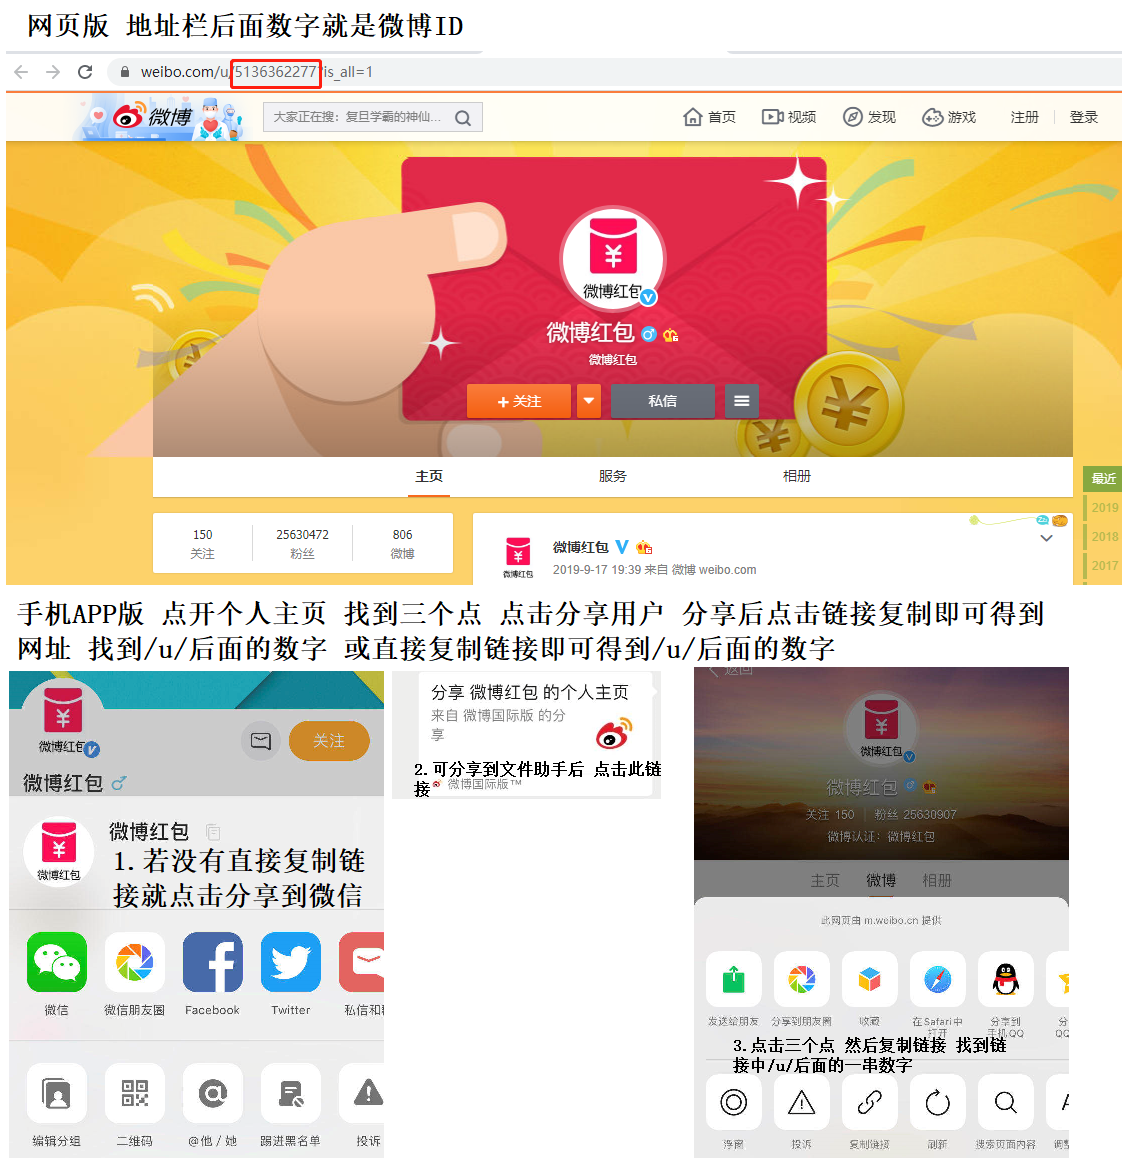 网页版 地址栏后面数字就是微博ID
weibo.com/u/5136362277?is_all=1
微博
大家正在搜：复旦学霸的神仙...
首页
视频
发现
游戏
注册
登录
微博红包
微博红包
微博红包
+关注
私信
主页
服务
相册
最近
2019
2018
2017
150
关注
25630472
粉丝
806
微博
微博红包
微博红包
2019-9-17 19:39 来自 微博 weibo.com
手机APP版 点开个人主页 找到三个点 点击分享用户 分享后点击链接复制即可得到
网址 找到/u/后面的数字 或直接复制链接即可得到/u/后面的数字
微博红包
关注
微博红包
微博红包
微博红包
1.若没有直接复制链
接就点击分享到微信
微信
微信朋友圈
Facebook
Twitter
私信和
编辑分组
二维码
@他/她
踢进黑名单
投诉
分享 微博红包 的个人主页
来自 微博国际版 的分
享
2.可分享到文件助手后 点击此链
接
微博国际版™
返回
微博红包
微博红包
关注 150
粉丝 25630907
微博认证：微博红包
主页
微博
相册
此网页由 m.weibo.cn 提供
发送给朋友
分享到朋友圈
收藏
在Safari中
打开
分享到
手机QQ
分
QQ
3.点击三个点 然后复制链接 找到链
接中/u/后面的一串数字
浮窗
投诉
复制链接
刷新
搜索页面内容
调整